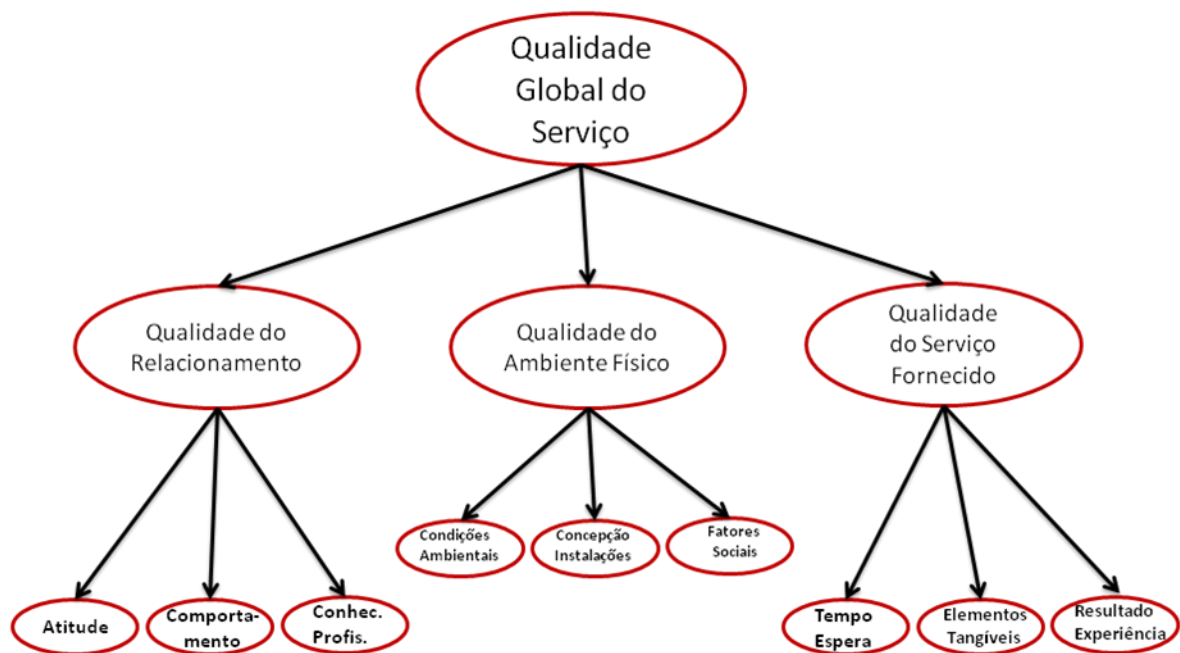 Qualidade
Global do
Serviço
Qualidade do
Relacionamento
Qualidade do
Ambiente Físico
Qualidade
do Serviço
Fornecido
Condições
Ambientais
Concepção
Instalações
Fatores
Sociais
Atitude
Comporta-
mento
Conhec.
Profis.
Tempo
Espera
Elementos
Tangíveis
Resultado
Experiência